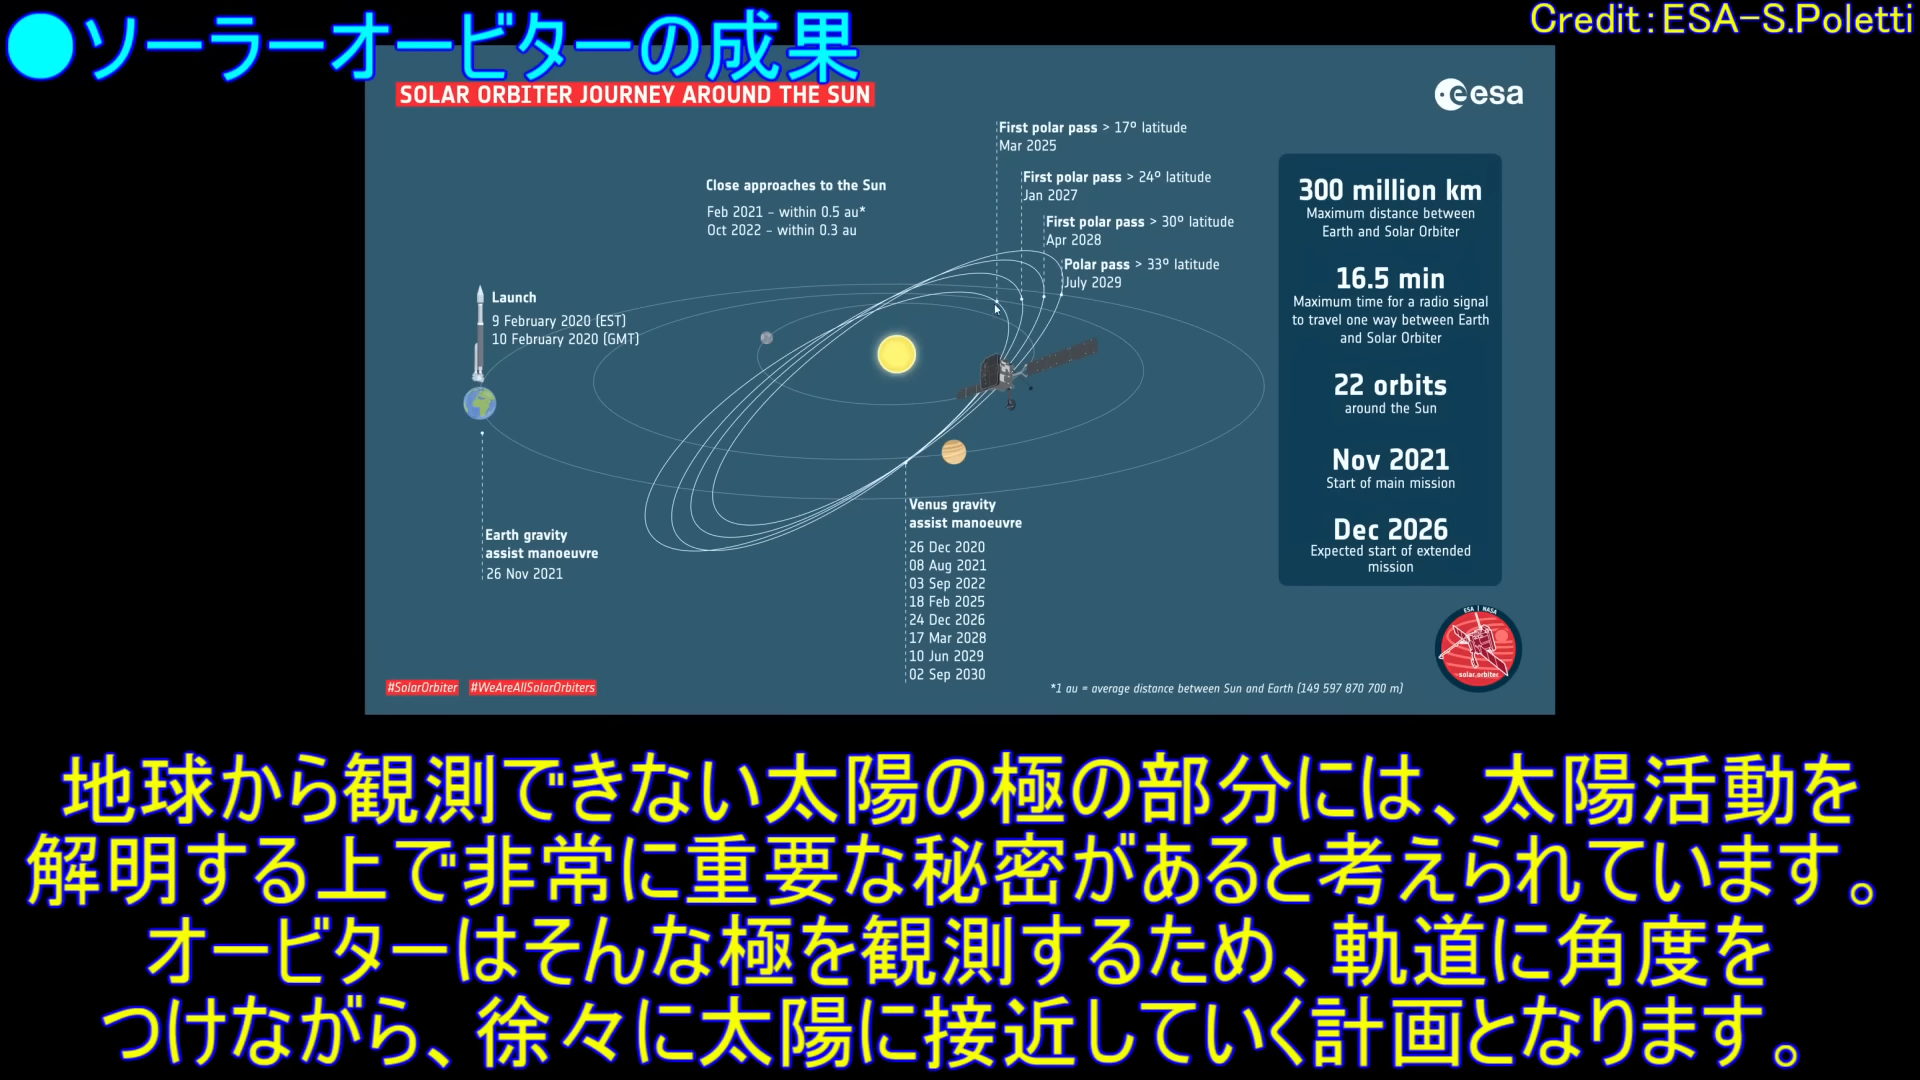 ●ソーラーオービターの成果
Credit:ESA-S.Poletti
SOLAR ORBITER JOURNEY AROUND THE SUN
esa
First polar pass > 17º latitude
Mar 2025
First polar pass > 24º latitude
Jan 2027
First polar pass > 30º latitude
Apr 2028
Polar pass > 33º latitude
July 2029
Close approaches to the Sun
Feb 2021 – within 0.5 au*
Oct 2022 – within 0.3 au
Launch
9 February 2020 (EST)
10 February 2020 (GMT)
Earth gravity
assist manoeuvre
26 Nov 2021
Venus gravity
assist manoeuvre
26 Dec 2020
08 Aug 2021
03 Sep 2022
18 Feb 2025
24 Dec 2026
17 Mar 2028
10 Jun 2029
02 Sep 2030
300 million km
Maximum distance between
Earth and Solar Orbiter
16.5 min
Maximum time for a radio signal
to travel one way between Earth
and Solar Orbiter
22 orbits
around the Sun
Nov 2021
Start of main mission
Dec 2026
Expected start of extended
mission
ESA | NASA
solar orbiter
#SolarOrbiter #WeAreAllSolarOrbiters
*1 au = average distance between Sun and Earth (149 597 870 700 m)
地球から観測できない太陽の極の部分には、太陽活動を
解明する上で非常に重要な秘密があると考えられています。
オービターはそんな極を観測するため、軌道に角度を
つけながら、徐々に太陽に接近していく計画となります。